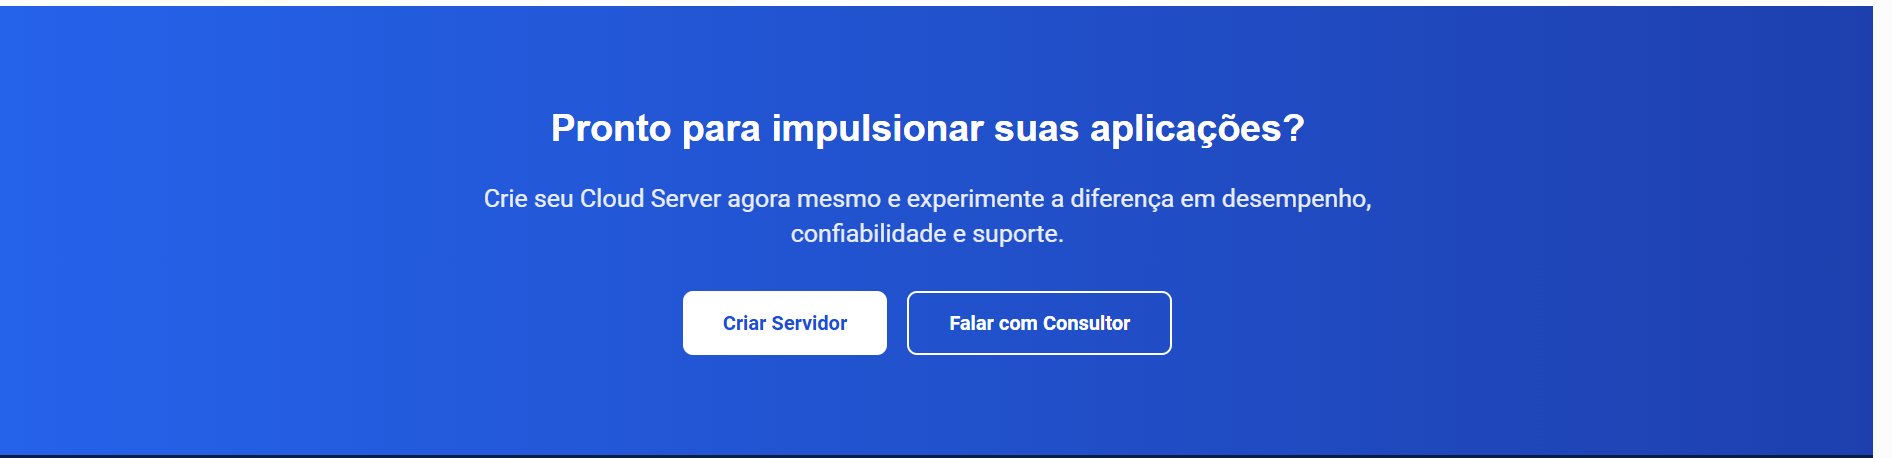 Pronto para impulsionar suas aplicações?
Crie seu Cloud Server agora mesmo e experimente a diferença em desempenho,
confiabilidade e suporte.
Criar Servidor
Falar com Consultor